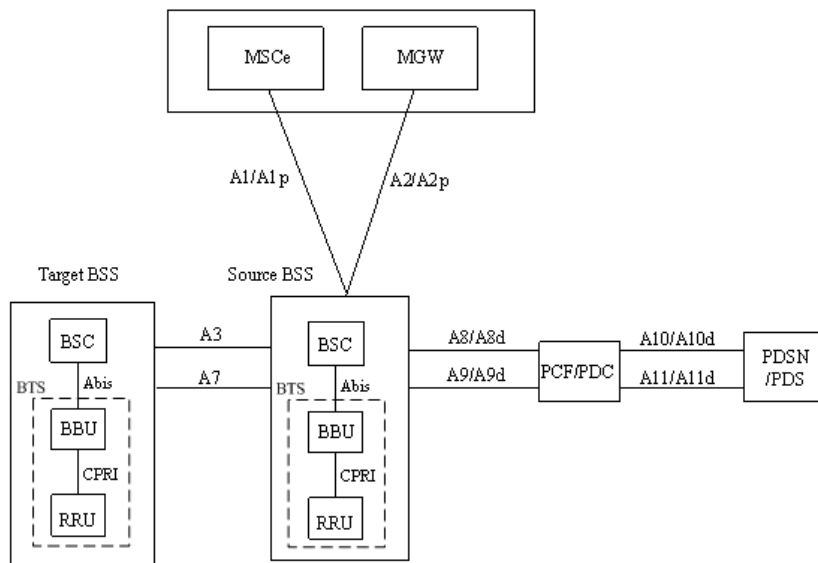 MSCe
MGW
A1/A1p
A2/A2p
Target BSS
Source BSS
BSC
A3
BSC
A8/A8d
A10/A10d
PCF/PDC
PDSN
/PDS
BTS
Abis
A7
BTS
Abis
A9/A9d
A11/A11d
BBU
BBU
CPRI
CPRI
RRU
RRU